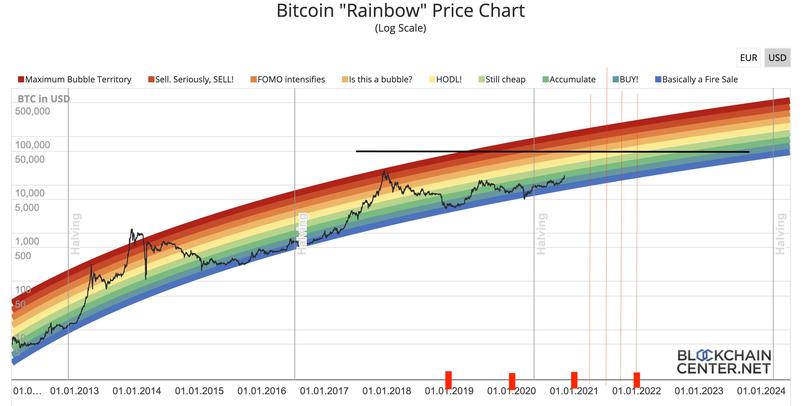 Bitcoin "Rainbow" Price Chart
(Log Scale)
EUR USD
Maximum Bubble Territory Sell. Seriously, SELL! FOMO intensifies Is this a bubble? HODL! Still cheap Accumulate BUY! Basically a Fire Sale
BTC in USD
500,000
100,000
50,000
10,000
5,000
1,000
500
100
50
Halving
Halving
Halving
Halving
BLOCKCHAIN
CENTER.NET
01.0... 01.01.2013 01.01.2014 01.01.2015 01.01.2016 01.01.2017 01.01.2018 01.01.2019 01.01.2020 01.01.2021 01.01.2022 01.01.2023 01.01.2024